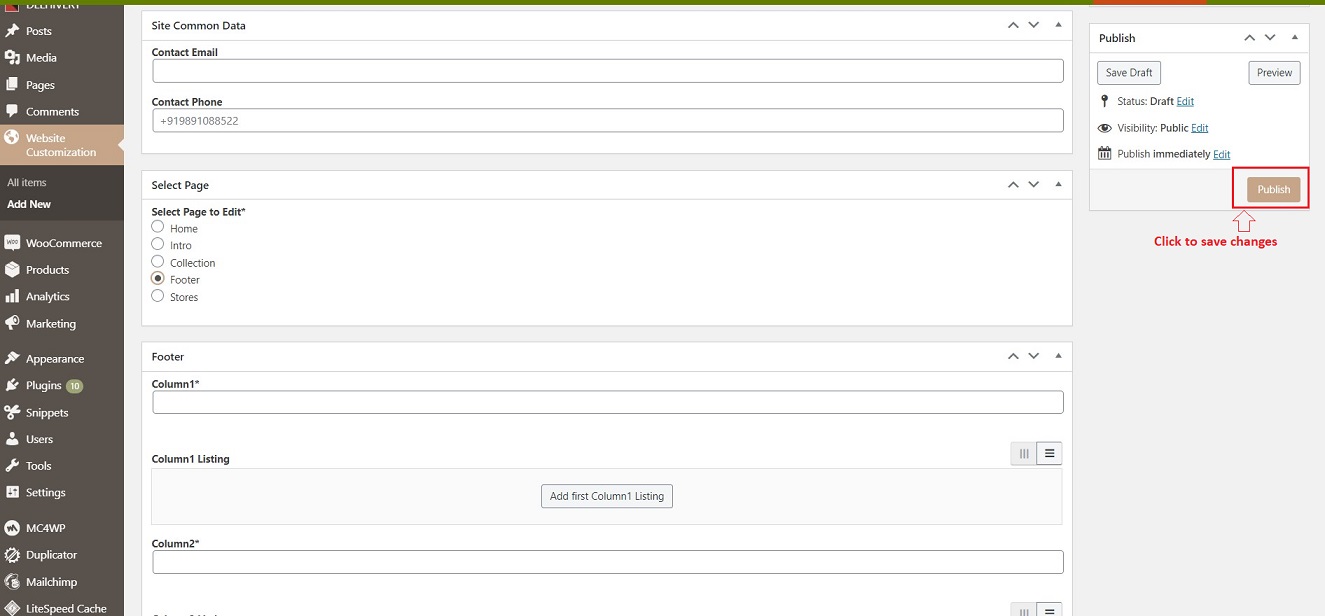 DELHIVERY
Posts
Media
Pages
Comments
Website
Customization
All items
Add New
WooCommerce
Products
Analytics
Marketing
Appearance
Plugins 10
Snippets
Users
Tools
Settings
MC4WP
Duplicator
Mailchimp
LiteSpeed Cache
Site Common Data
Contact Email
Contact Phone
+919891088522
Select Page
Select Page to Edit*
Home
Intro
Collection
Footer
Stores
Footer
Column1*
Column1 Listing
Add first Column1 Listing
Column2*
Publish
Save Draft
Preview
Status: Draft Edit
Visibility: Public Edit
Publish immediately Edit
Publish
Click to save changes